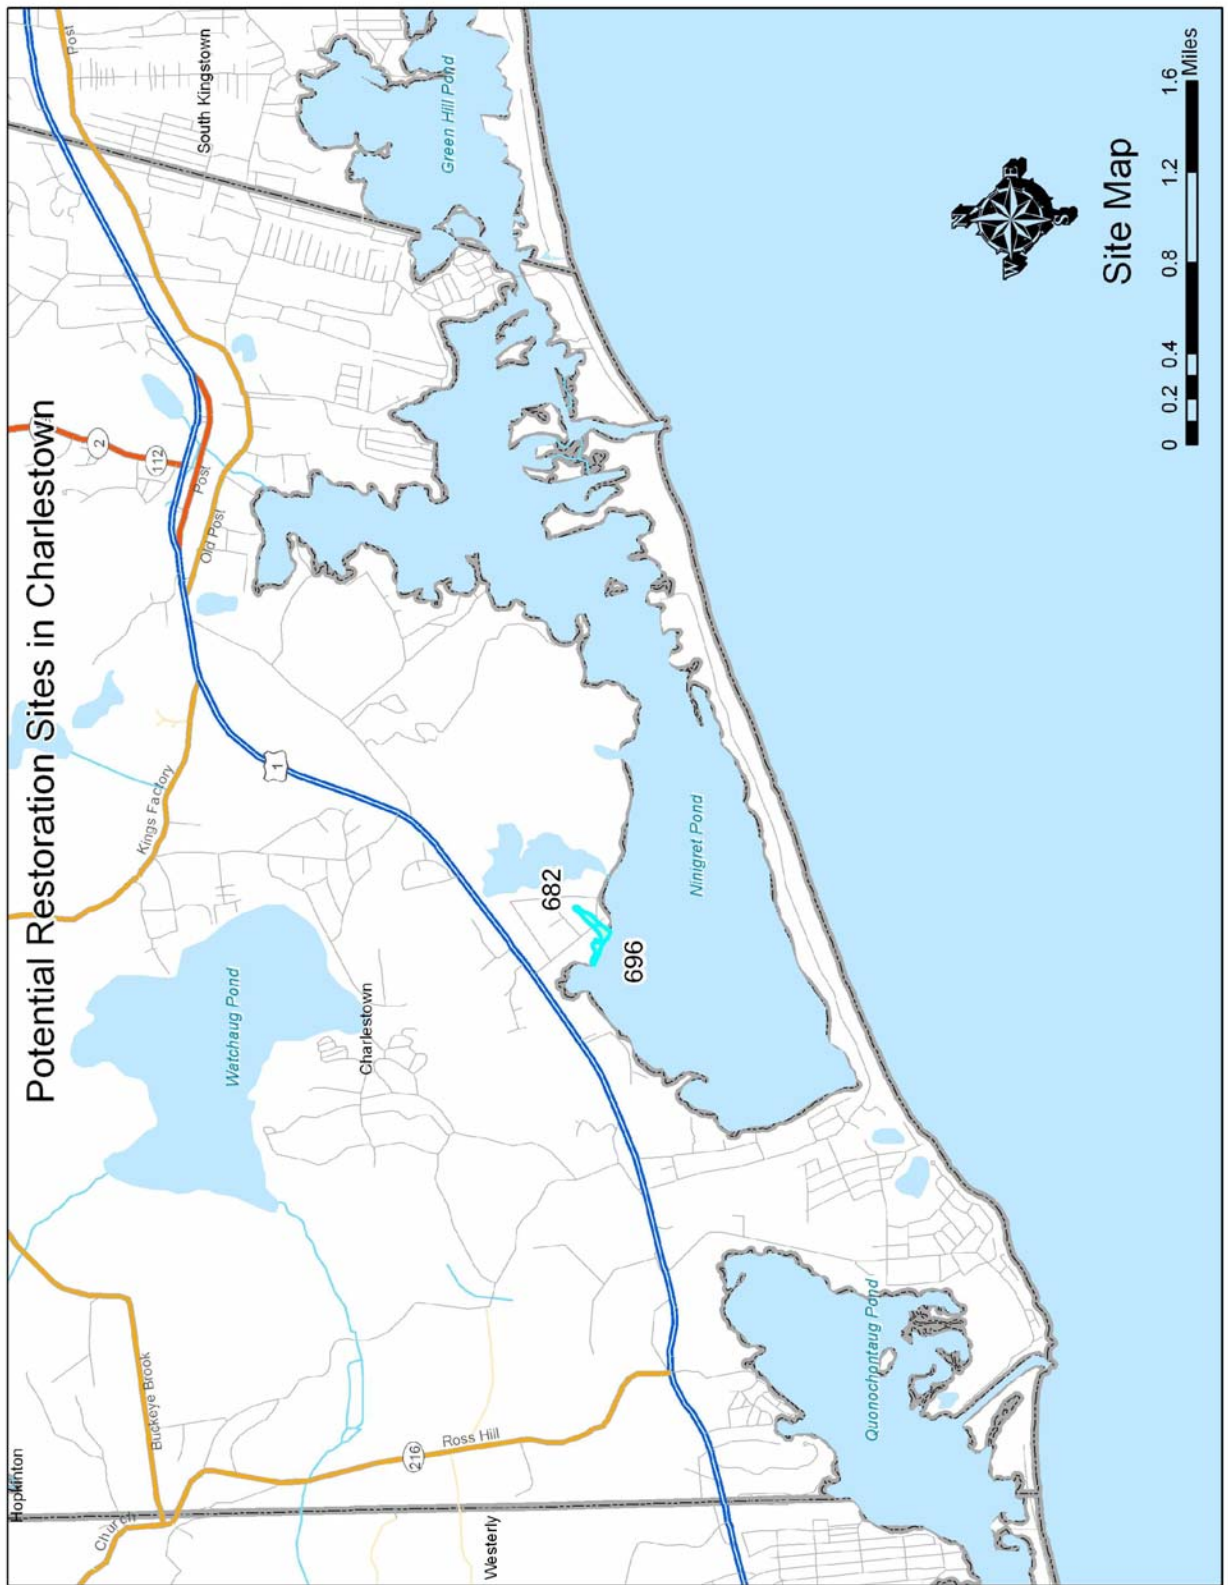 Potential Restoration Sites in Charlestown
Hopkinton
Church
Buckeye Brook
216
Ross Hill
Westerly
Watchaug Pond
Charlestown
Kings Factory
1
2
112
Post
Old Post
Post
South Kingstown
Green Hill Pond
682
696
Ninigret Pond
Quonochontaug Pond
N
W E
S
Site Map
0 0.2 0.4 0.8 1.2 1.6 Miles